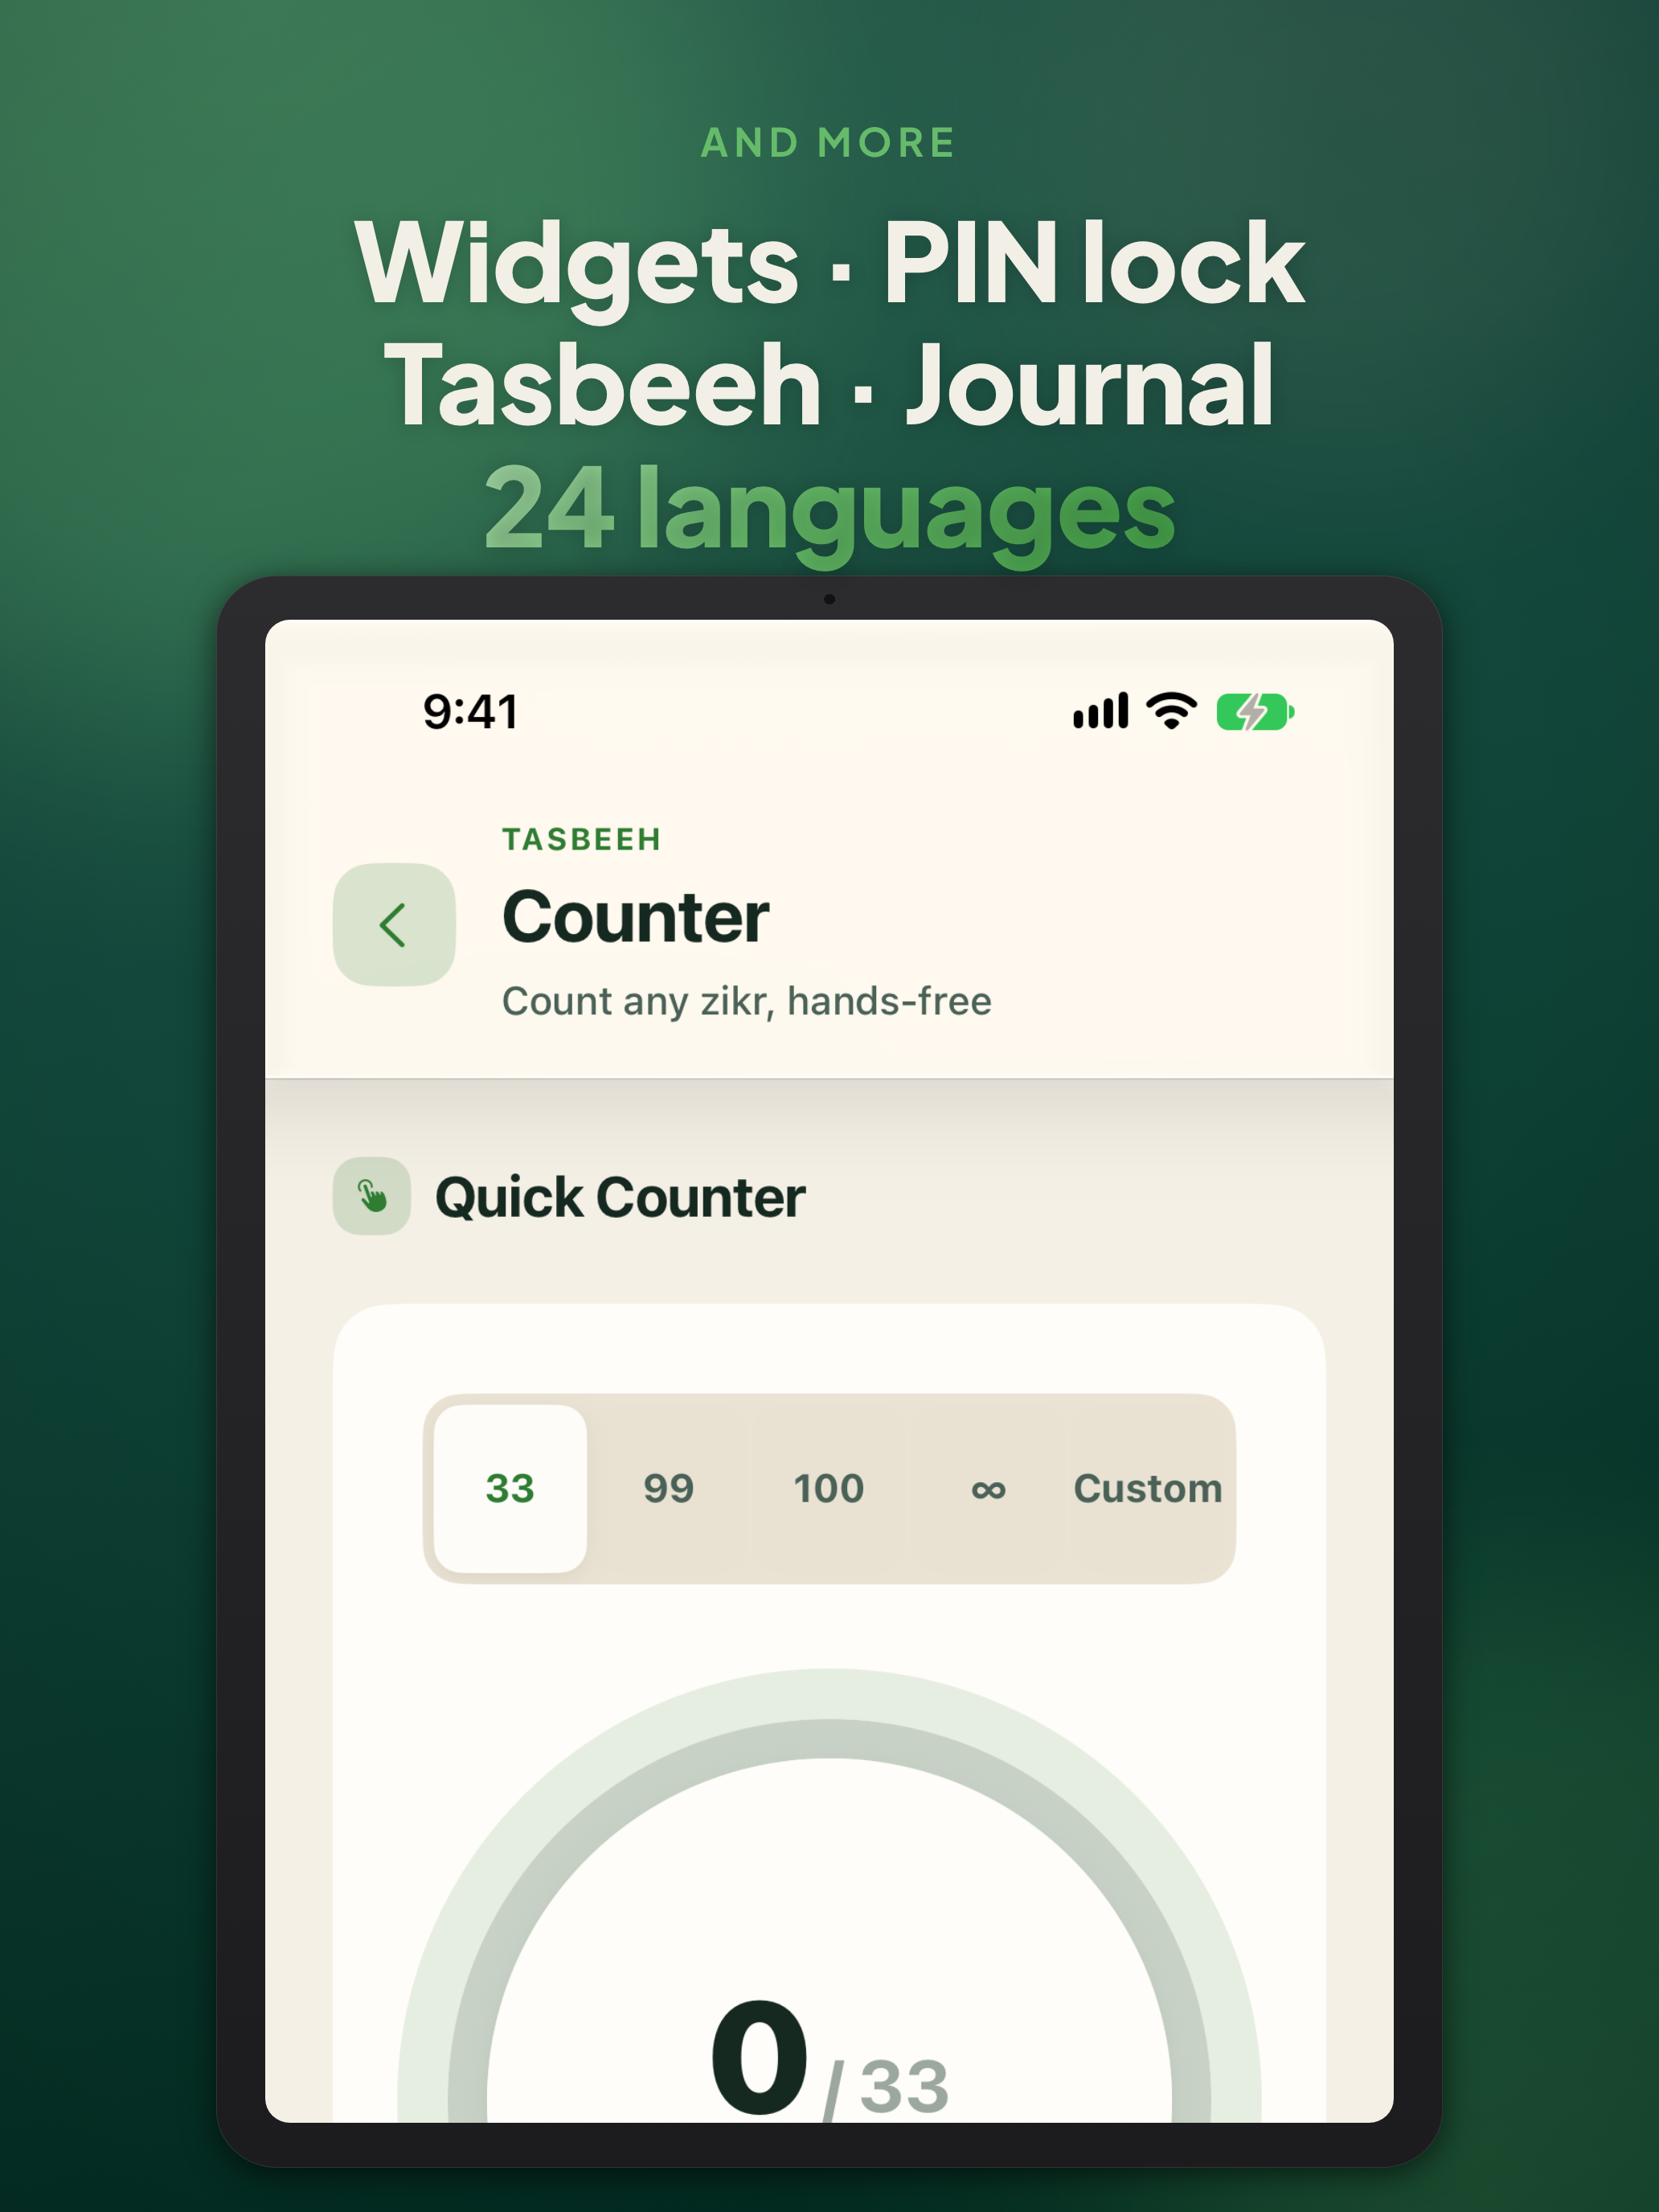 AND MORE
Widgets · PIN lock
Tasbeeh · Journal
24 languages
9:41
TASBEEH
Counter
Count any zikr, hands-free
Quick Counter
33 99 100 ∞ Custom
0 / 33